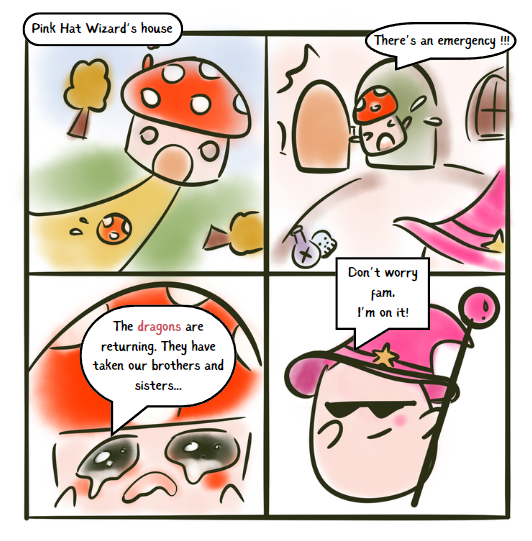 Pink Hat Wizard's house
There's an emergency !!!
The dragons are
returning. They have
taken our brothers and
sisters...
Don't worry
fam.
I'm on it!